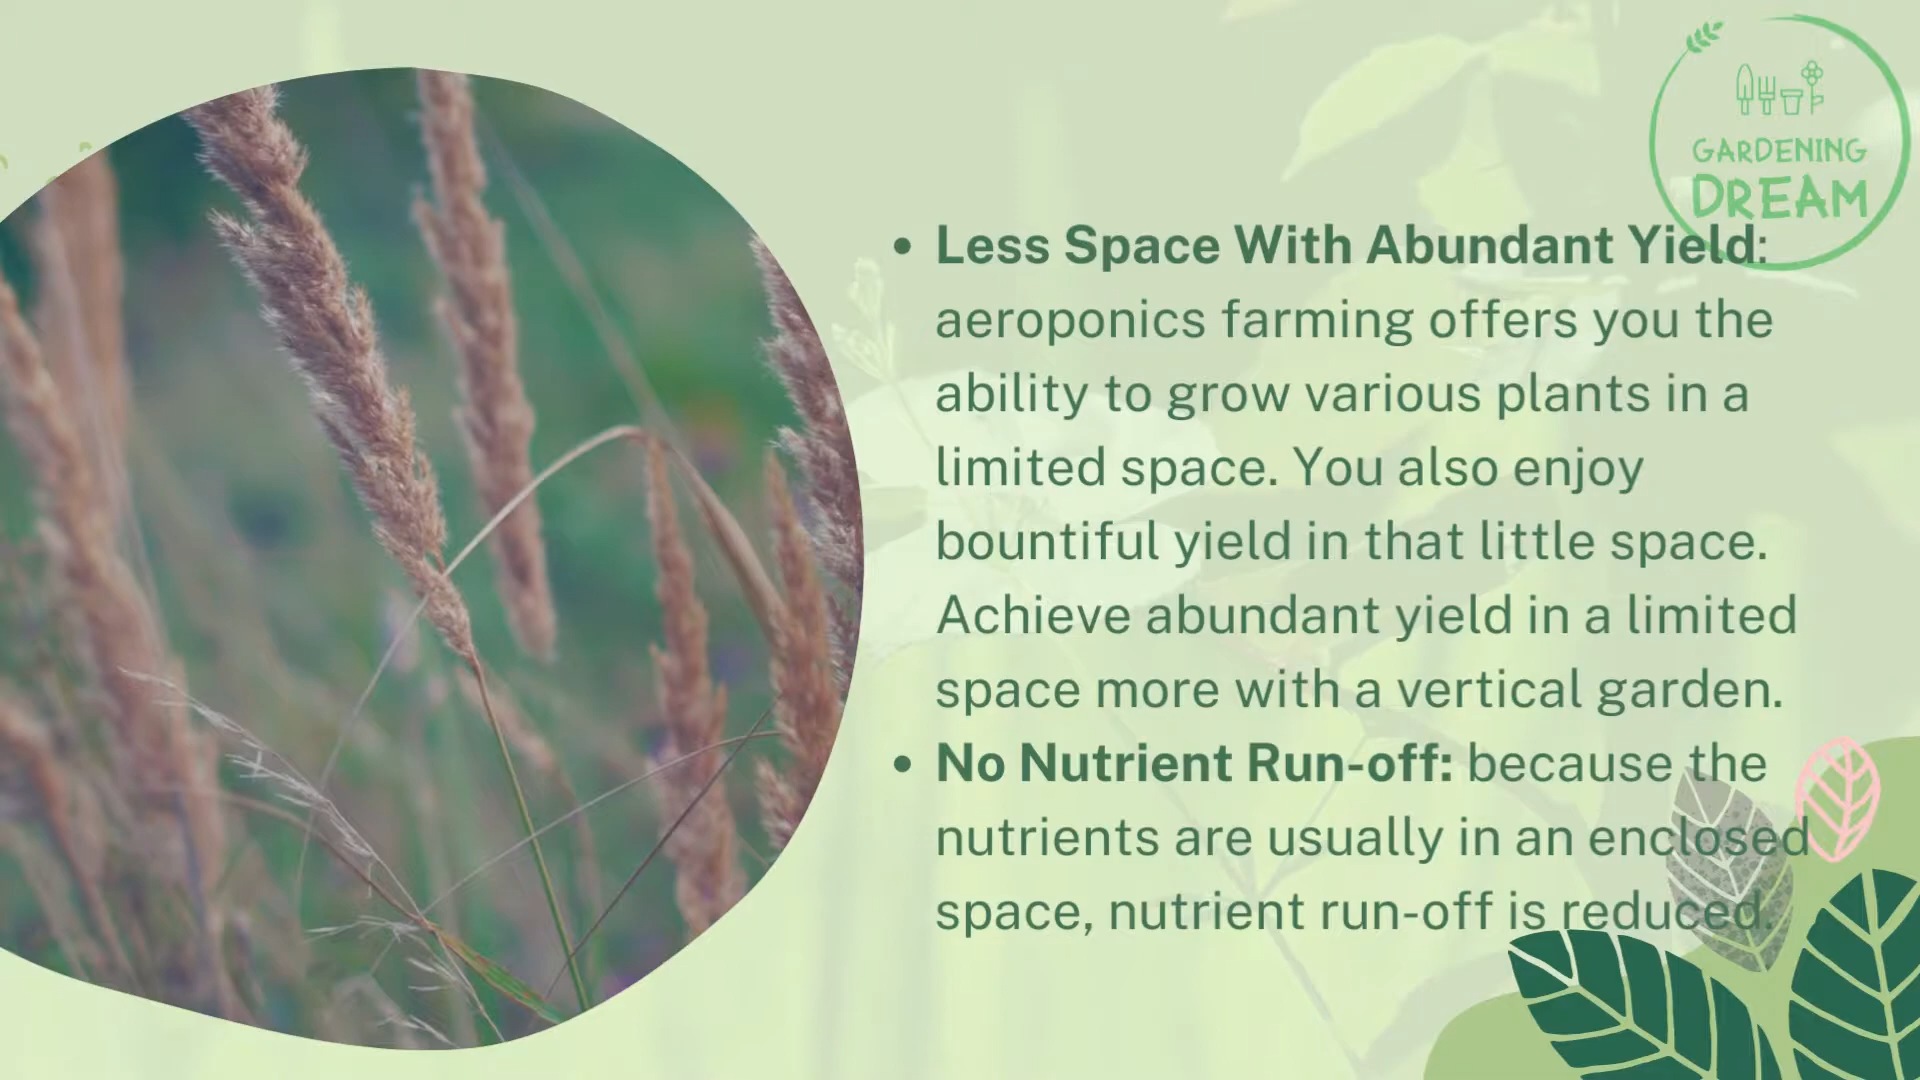 GARDENING
DREAM
• Less Space With Abundant Yield:
aeroponics farming offers you the
ability to grow various plants in a
limited space. You also enjoy
bountiful yield in that little space.
Achieve abundant yield in a limited
space more with a vertical garden.
• No Nutrient Run-off: because the
nutrients are usually in an enclosed
space, nutrient run-off is reduced.